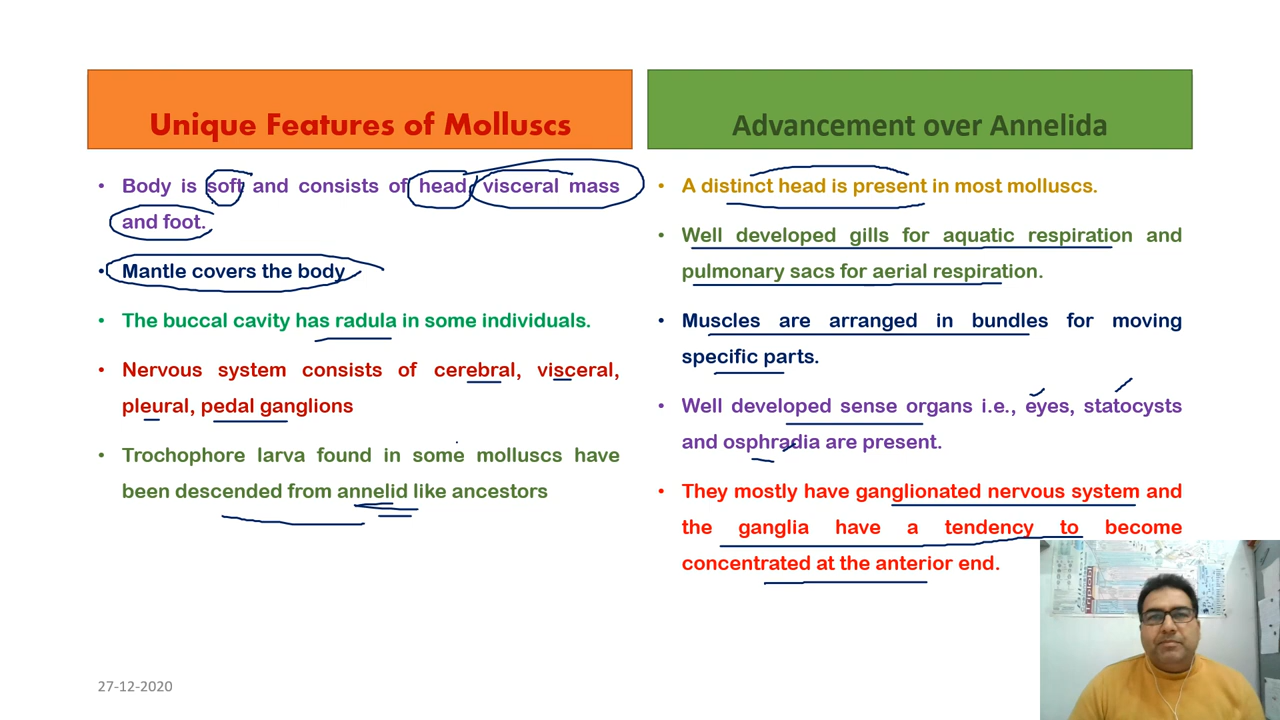 Unique Features of Molluscs
• Body is soft and consists of head, visceral mass
and foot.
• Mantle covers the body
• The buccal cavity has radula in some individuals.
• Nervous system consists of cerebral, visceral,
pleural, pedal ganglions
• Trochophore larva found in some molluscs have
been descended from annelid like ancestors
Advancement over Annelida
• A distinct head is present in most molluscs.
• Well developed gills for aquatic respiration and
pulmonary sacs for aerial respiration.
• Muscles are arranged in bundles for moving
specific parts.
• Well developed sense organs i.e., eyes, statocysts
and osphradia are present.
• They mostly have ganglionated nervous system and
the ganglia have a tendency to become
concentrated at the anterior end.
27-12-2020